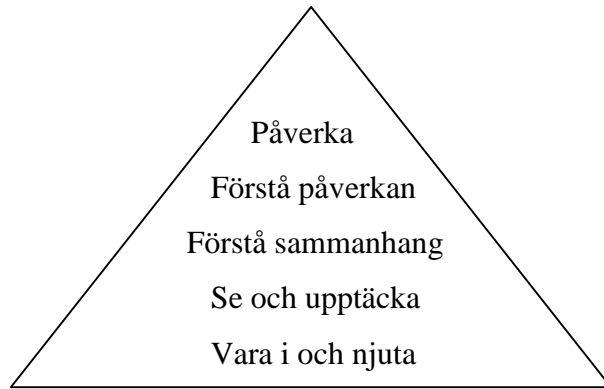 Påverka
Förstå påverkan
Förstå sammanhang
Se och upptäcka
Vara i och njuta